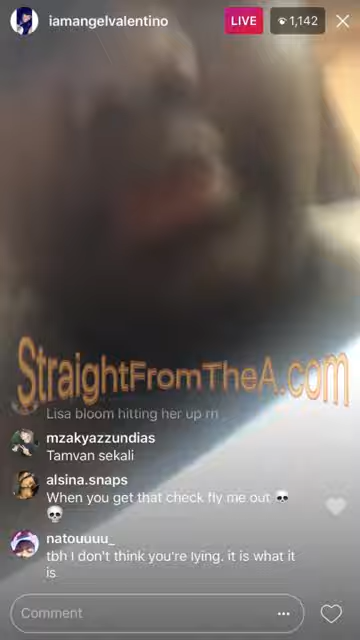 iamangelvalentino
LIVE
1,142
StraightFromTheA.com
Lisa bloom hitting her up rn
mzakyazzundias
Tamvan sekali
alsina.snaps
When you get that check fly me out 💀
💀
natouuuu_
tbh I don't think you're lying. it is what it
is
Comment